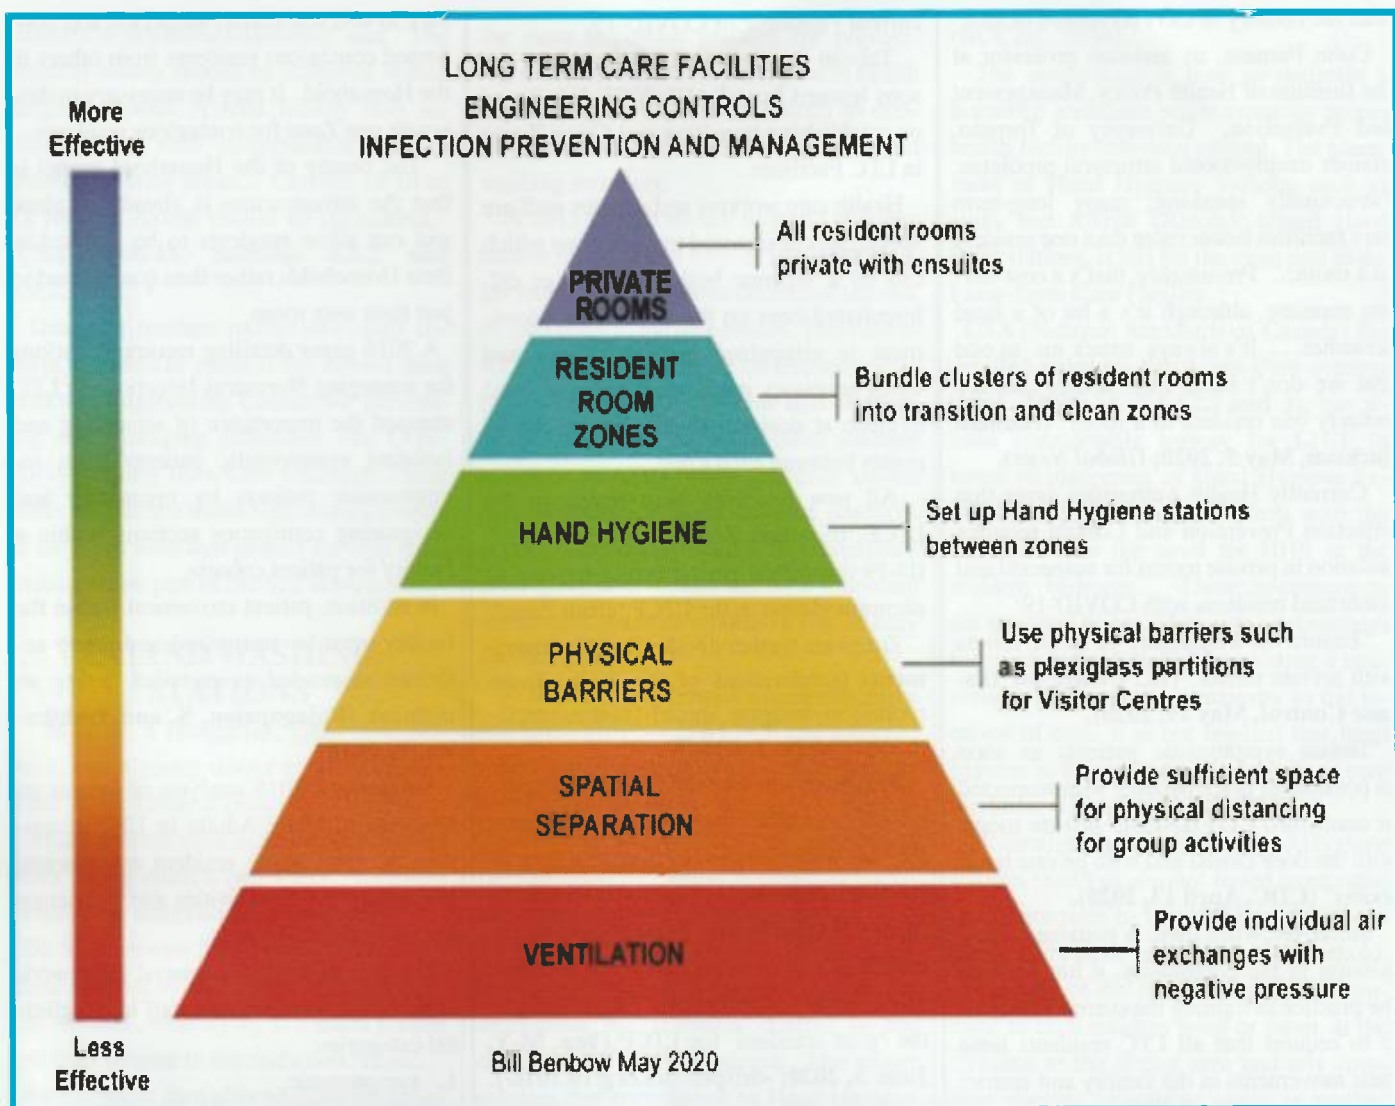 LONG TERM CARE FACILITIES
ENGINEERING CONTROLS
INFECTION PREVENTION AND MANAGEMENT
More
Effective
PRIVATE
ROOMS
All resident rooms
private with ensuites
RESIDENT
ROOM
ZONES
Bundle clusters of resident rooms
into transition and clean zones
HAND HYGIENE
Set up Hand Hygiene stations
between zones
PHYSICAL
BARRIERS
Use physical barriers such
as plexiglass partitions
for Visitor Centres
SPATIAL
SEPARATION
Provide sufficient space
for physical distancing
for group activities
VENTILATION
Provide individual air
exchanges with
negative pressure
Less
Effective
Bill Benbow May 2020